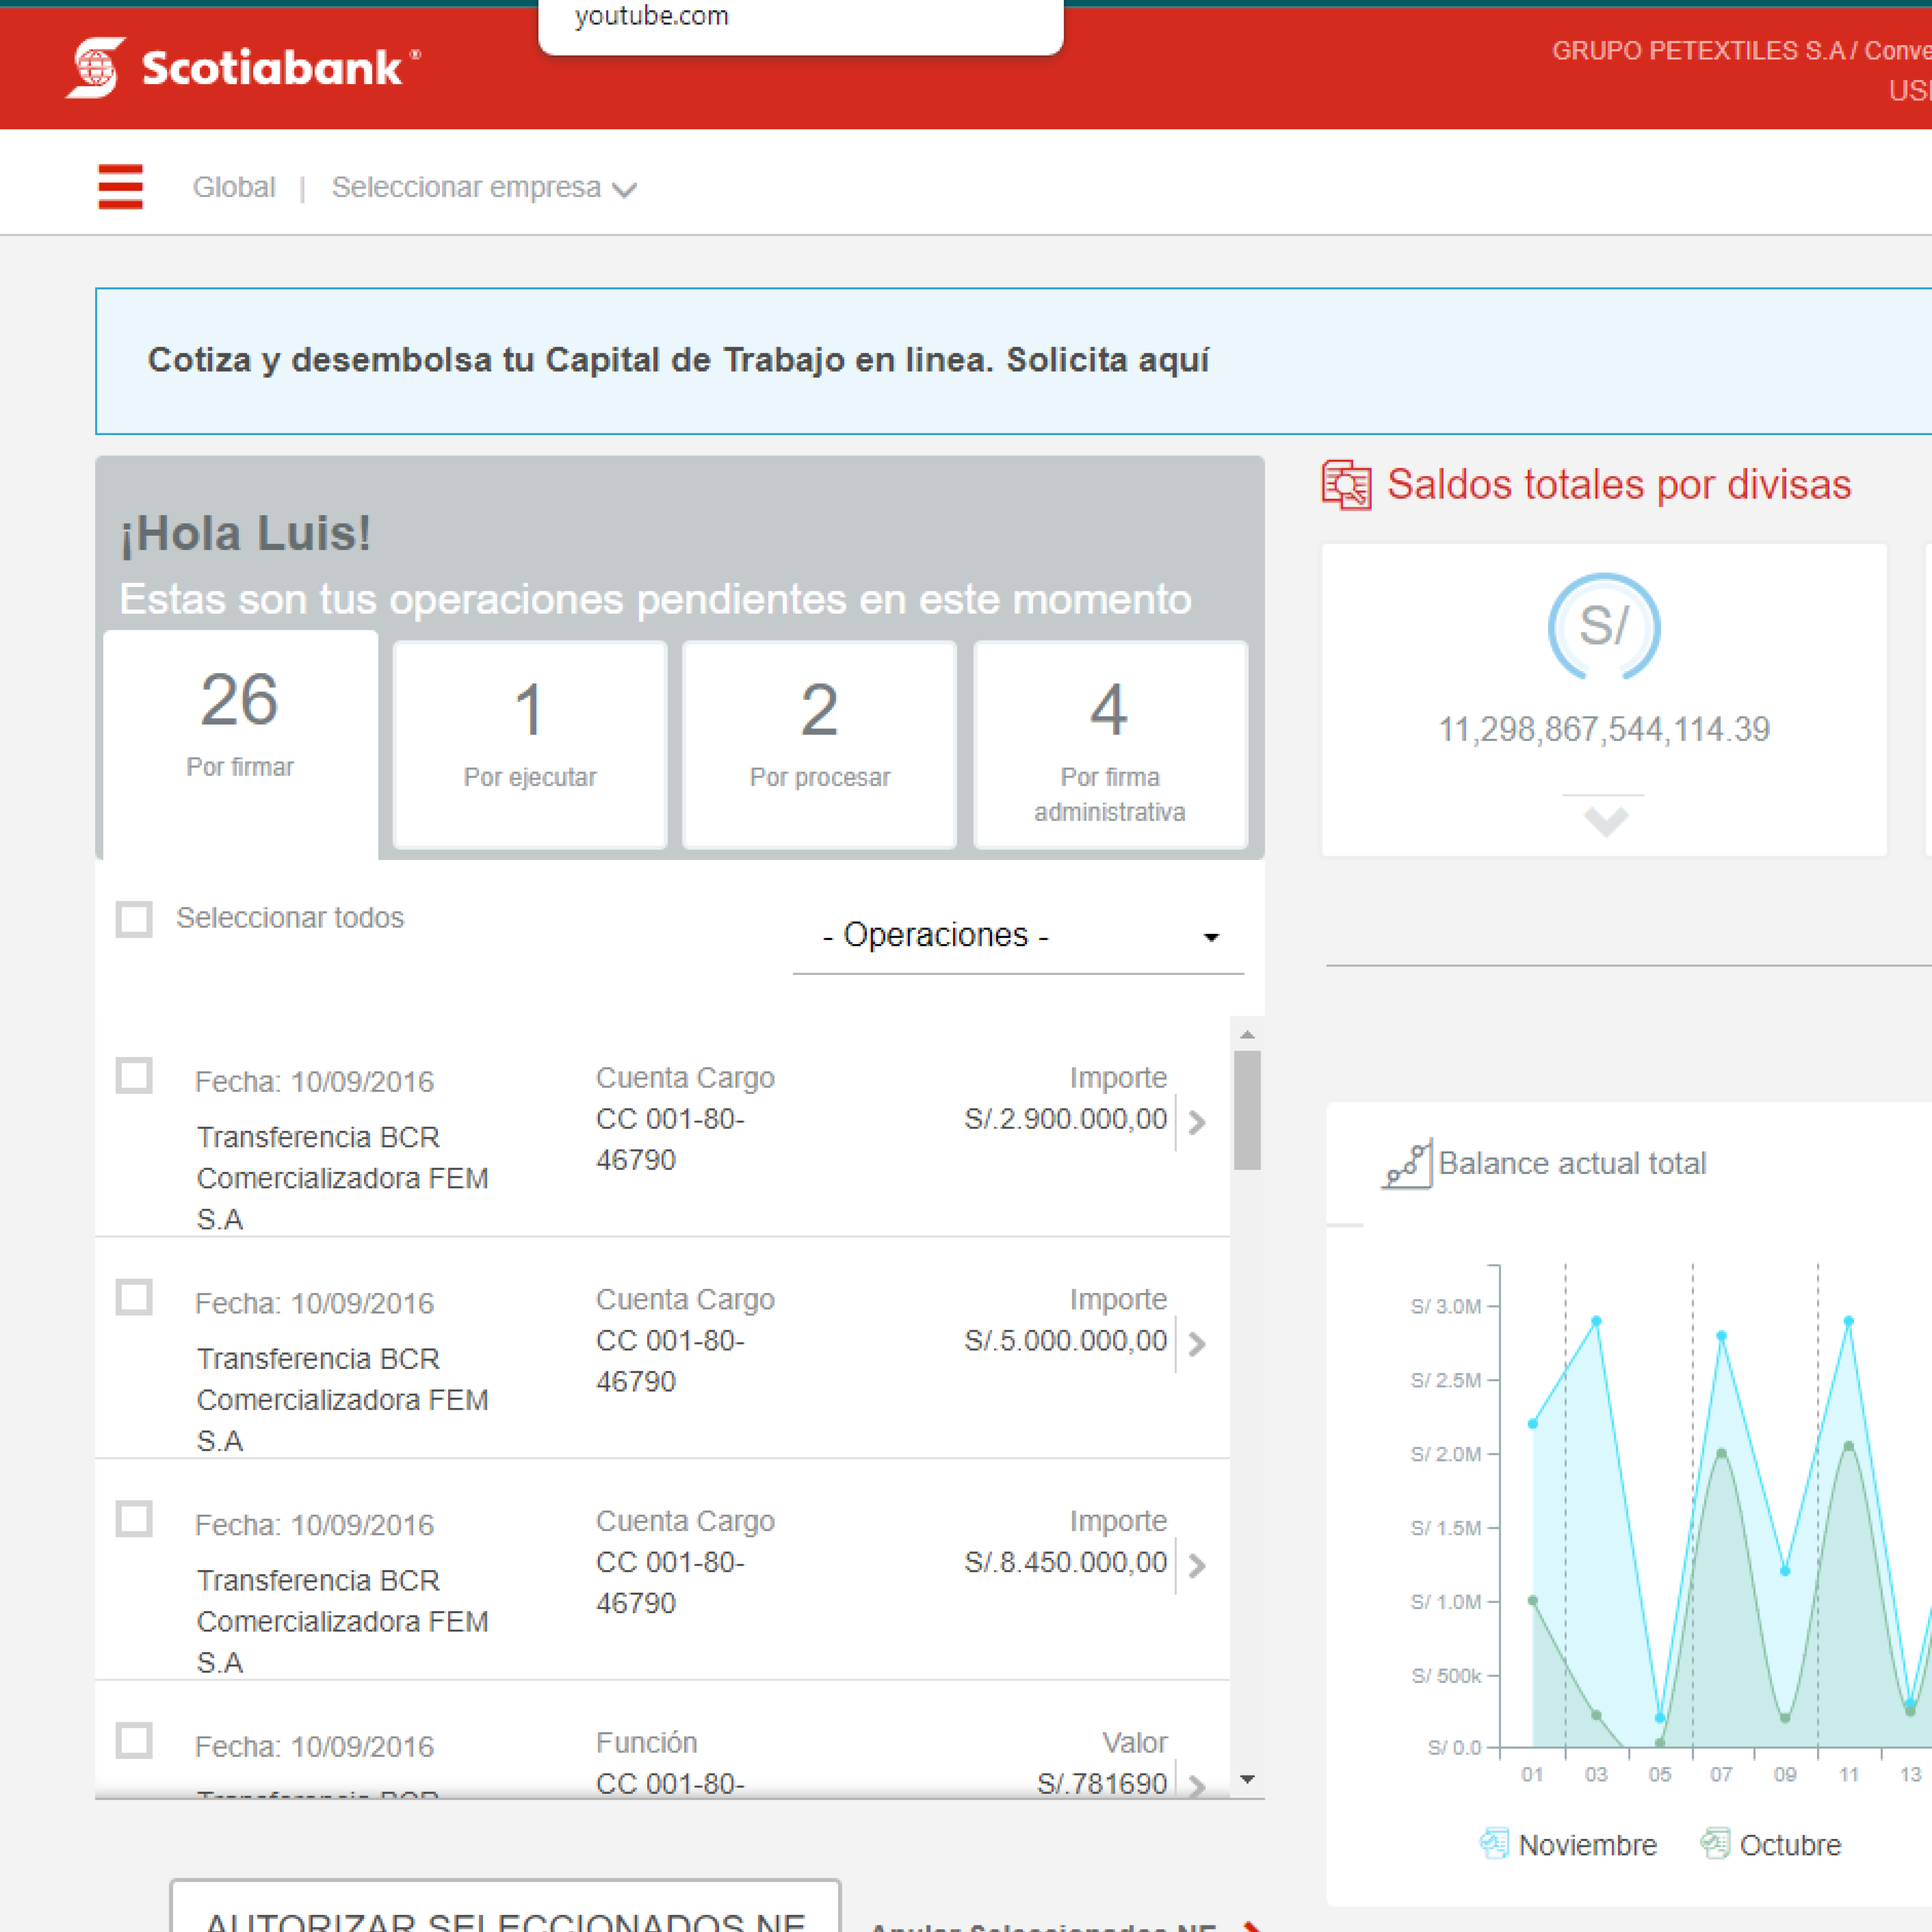 youtube.com
Scotiabank®
GRUPO PETEXTILES S.A / Conve
Global | Seleccionar empresa
Cotiza y desembolsa tu Capital de Trabajo en linea. Solicita aquí
¡Hola Luis!
Estas son tus operaciones pendientes en este momento
26
Por firmar
1
Por ejecutar
2
Por procesar
4
Por firma
administrativa
Seleccionar todos
- Operaciones -
Fecha: 10/09/2016
Transferencia BCR
Comercializadora FEM
S.A
Cuenta Cargo
CC 001-80-
46790
Importe
S/.2.900.000,00
Fecha: 10/09/2016
Transferencia BCR
Comercializadora FEM
S.A
Cuenta Cargo
CC 001-80-
46790
Importe
S/.5.000.000,00
Fecha: 10/09/2016
Transferencia BCR
Comercializadora FEM
S.A
Cuenta Cargo
CC 001-80-
46790
Importe
S/.8.450.000,00
Fecha: 10/09/2016
Transferencia BCR
Función
CC 001-80-
Valor
S/.781690
AUTORIZAR SELECCIONADOS NE
Anular Seleccionados NE
Saldos totales por divisas
S/
11,298,867,544,114.39
Balance actual total
S/ 3.0M
S/ 2.5M
S/ 2.0M
S/ 1.5M
S/ 1.0M
S/ 500k
S/ 0.0
01 03 05 07 09 11 13
Noviembre Octubre